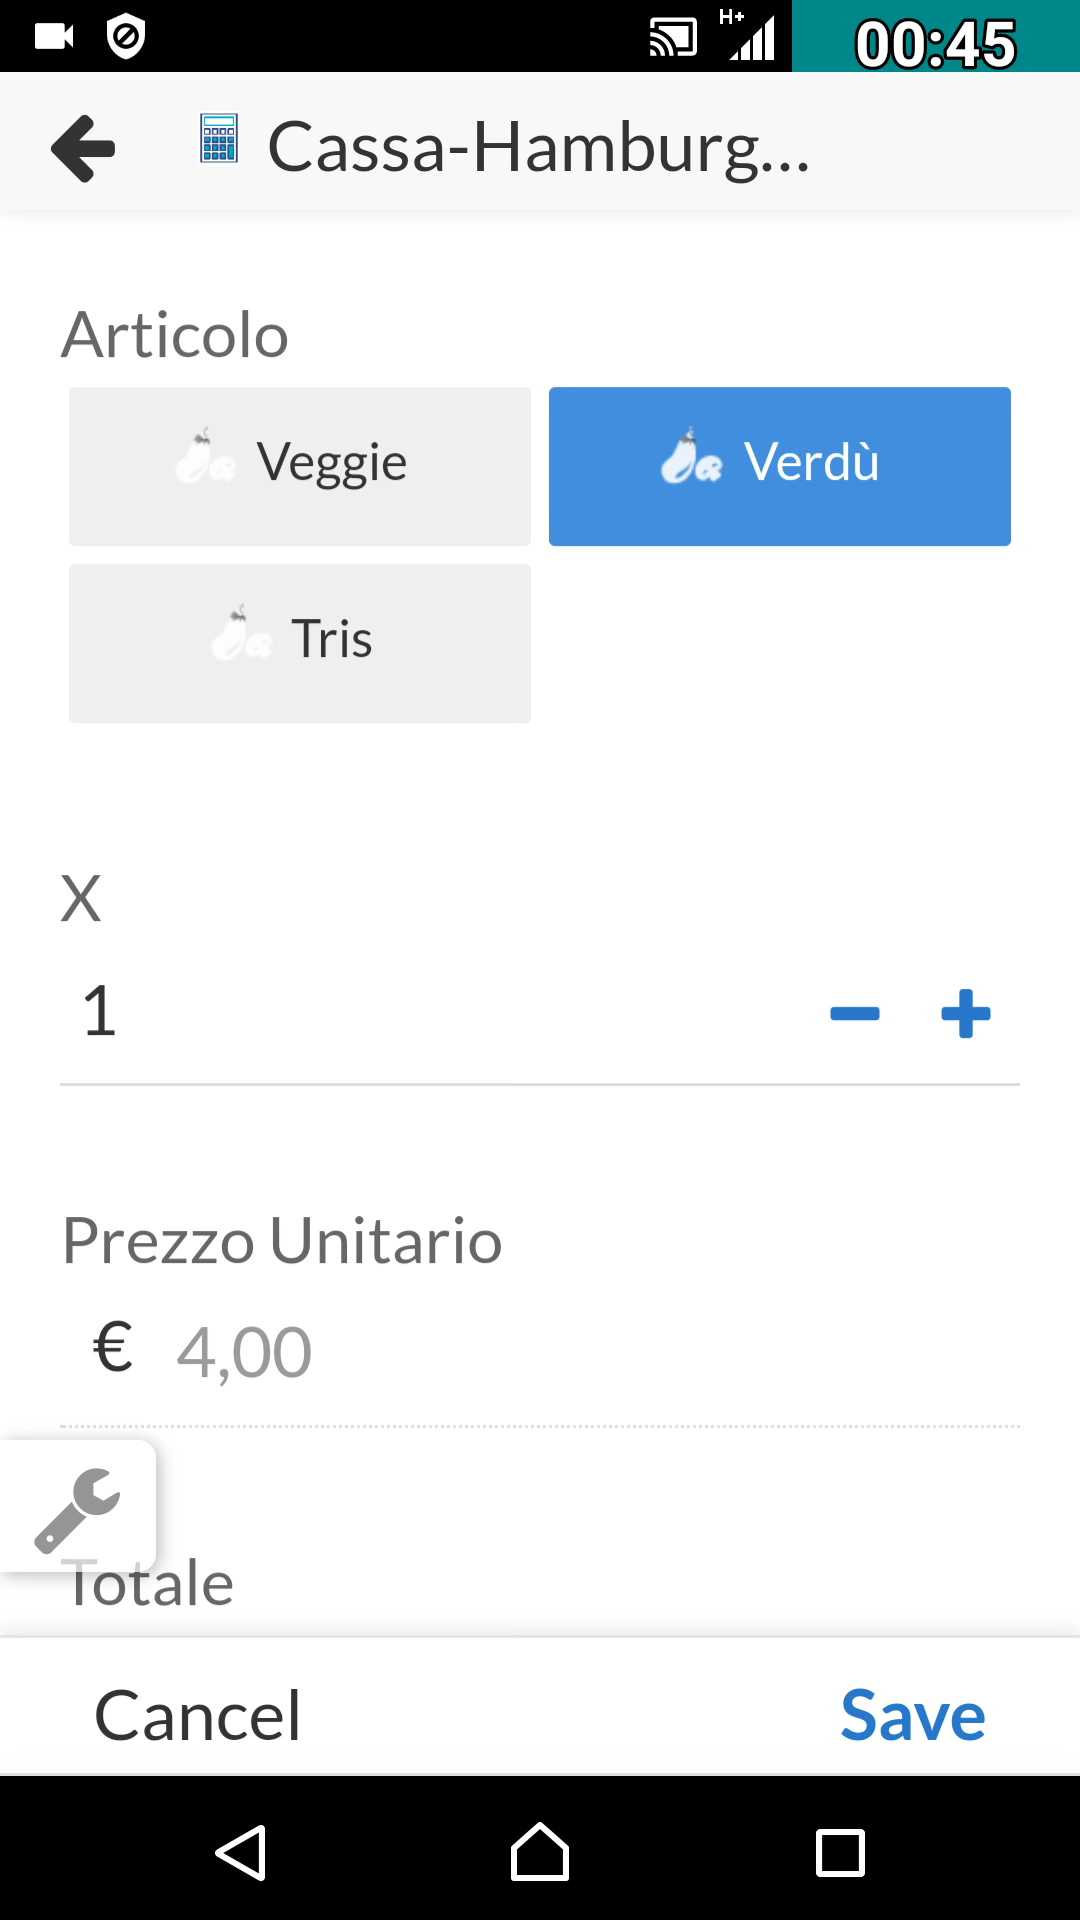 H+ 00:45
Cassa-Hamburg...
Articolo
Veggie Verdù
Tris
X
1
Prezzo Unitario
€ 4,00
Totale
Cancel Save